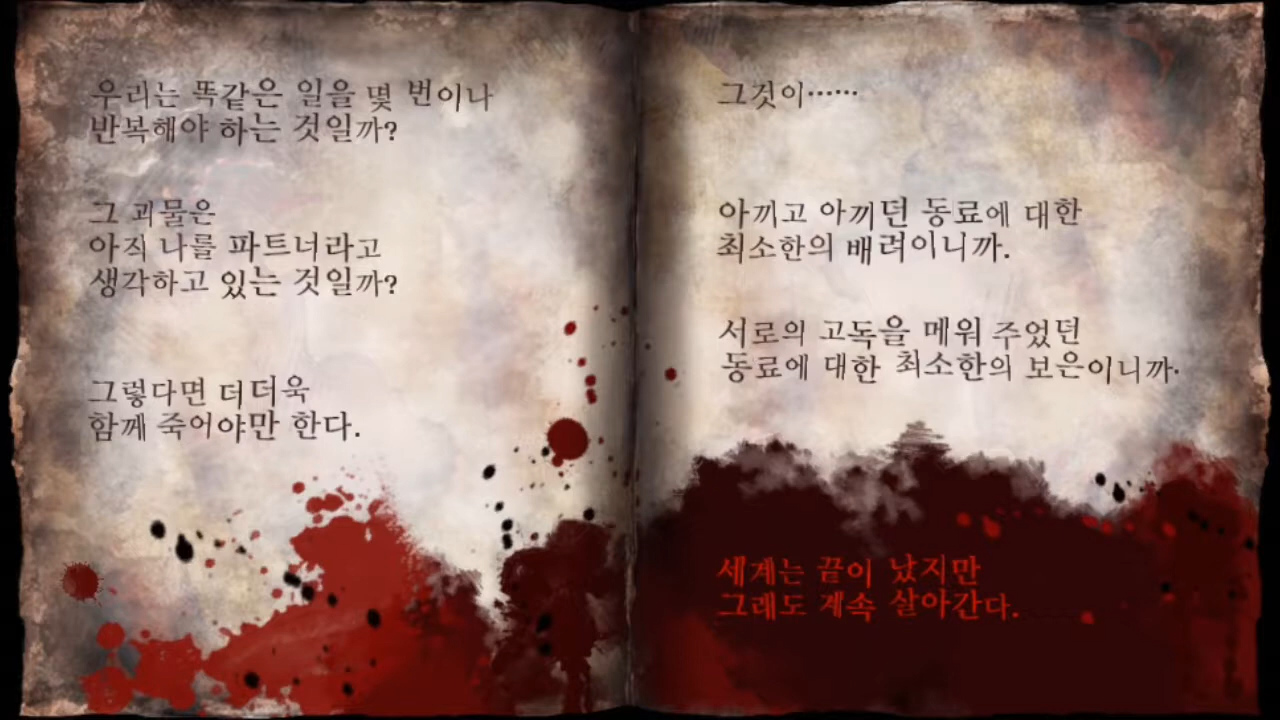 우리는 똑같은 일을 몇 번이나
반복해야 하는 것일까?
그 괴물은
아직 나를 파트너라고
생각하고 있는 것일까?
그렇다면 더더욱
함께 죽어야만 한다.
그것이……
아끼고 아끼던 동료에 대한
최소한의 배려이니까.
서로의 고독을 메워 주었던
동료에 대한 최소한의 보은이니까.
세계는 끝이 났지만
그래도 계속 살아간다.